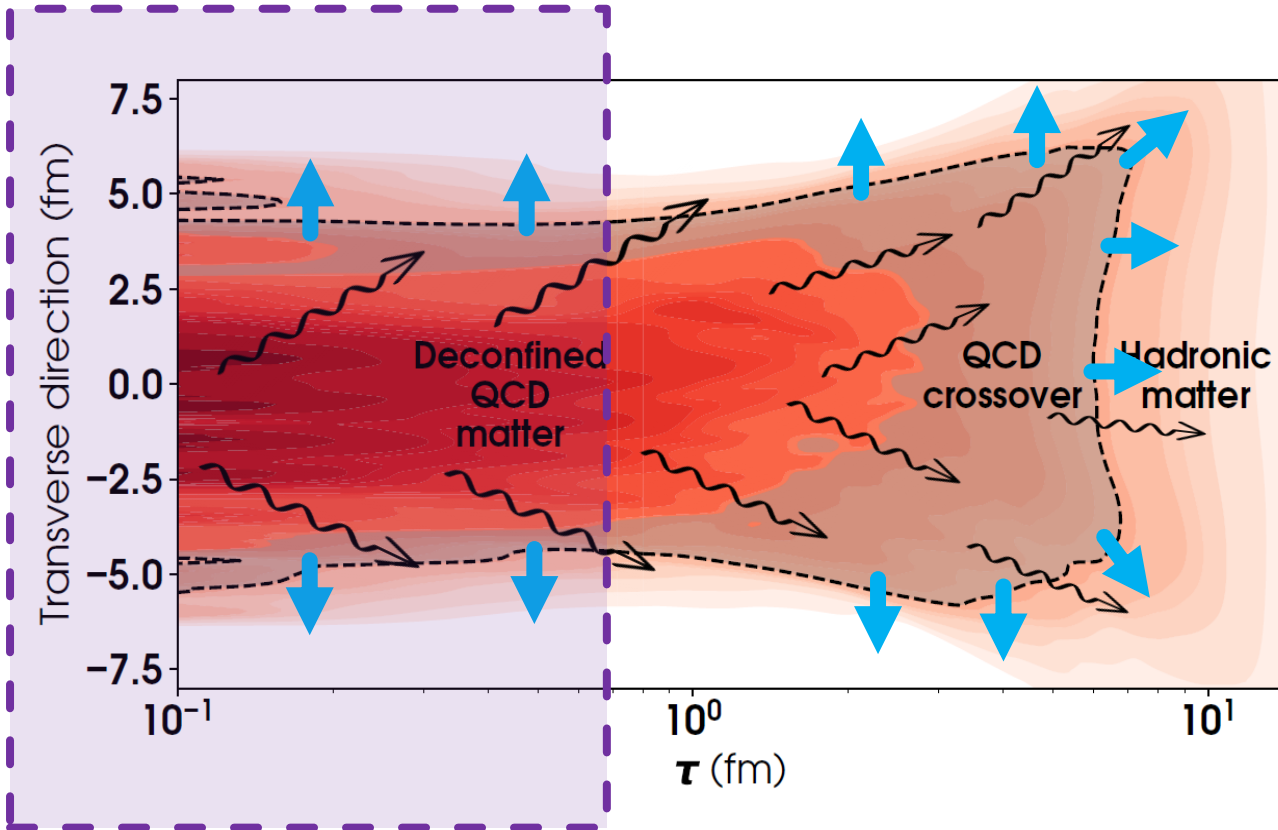 Transverse direction (fm)
7.5
5.0
2.5
0.0
−2.5
−5.0
−7.5
Deconfined
QCD
matter
QCD
crossover
Hadronic
matter
10⁻¹
10⁰
10¹
τ (fm)